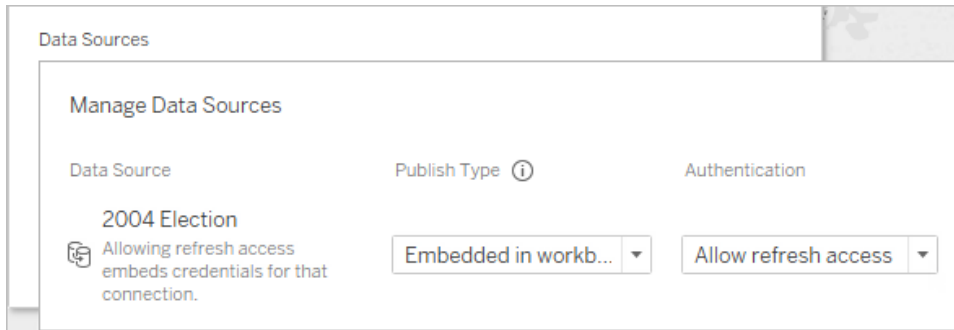 Data Sources
Manage Data Sources
Data Source Publish Type Authentication
2004 Election
Allowing refresh access
embeds credentials for that
connection.
Embedded in workb... Allow refresh access